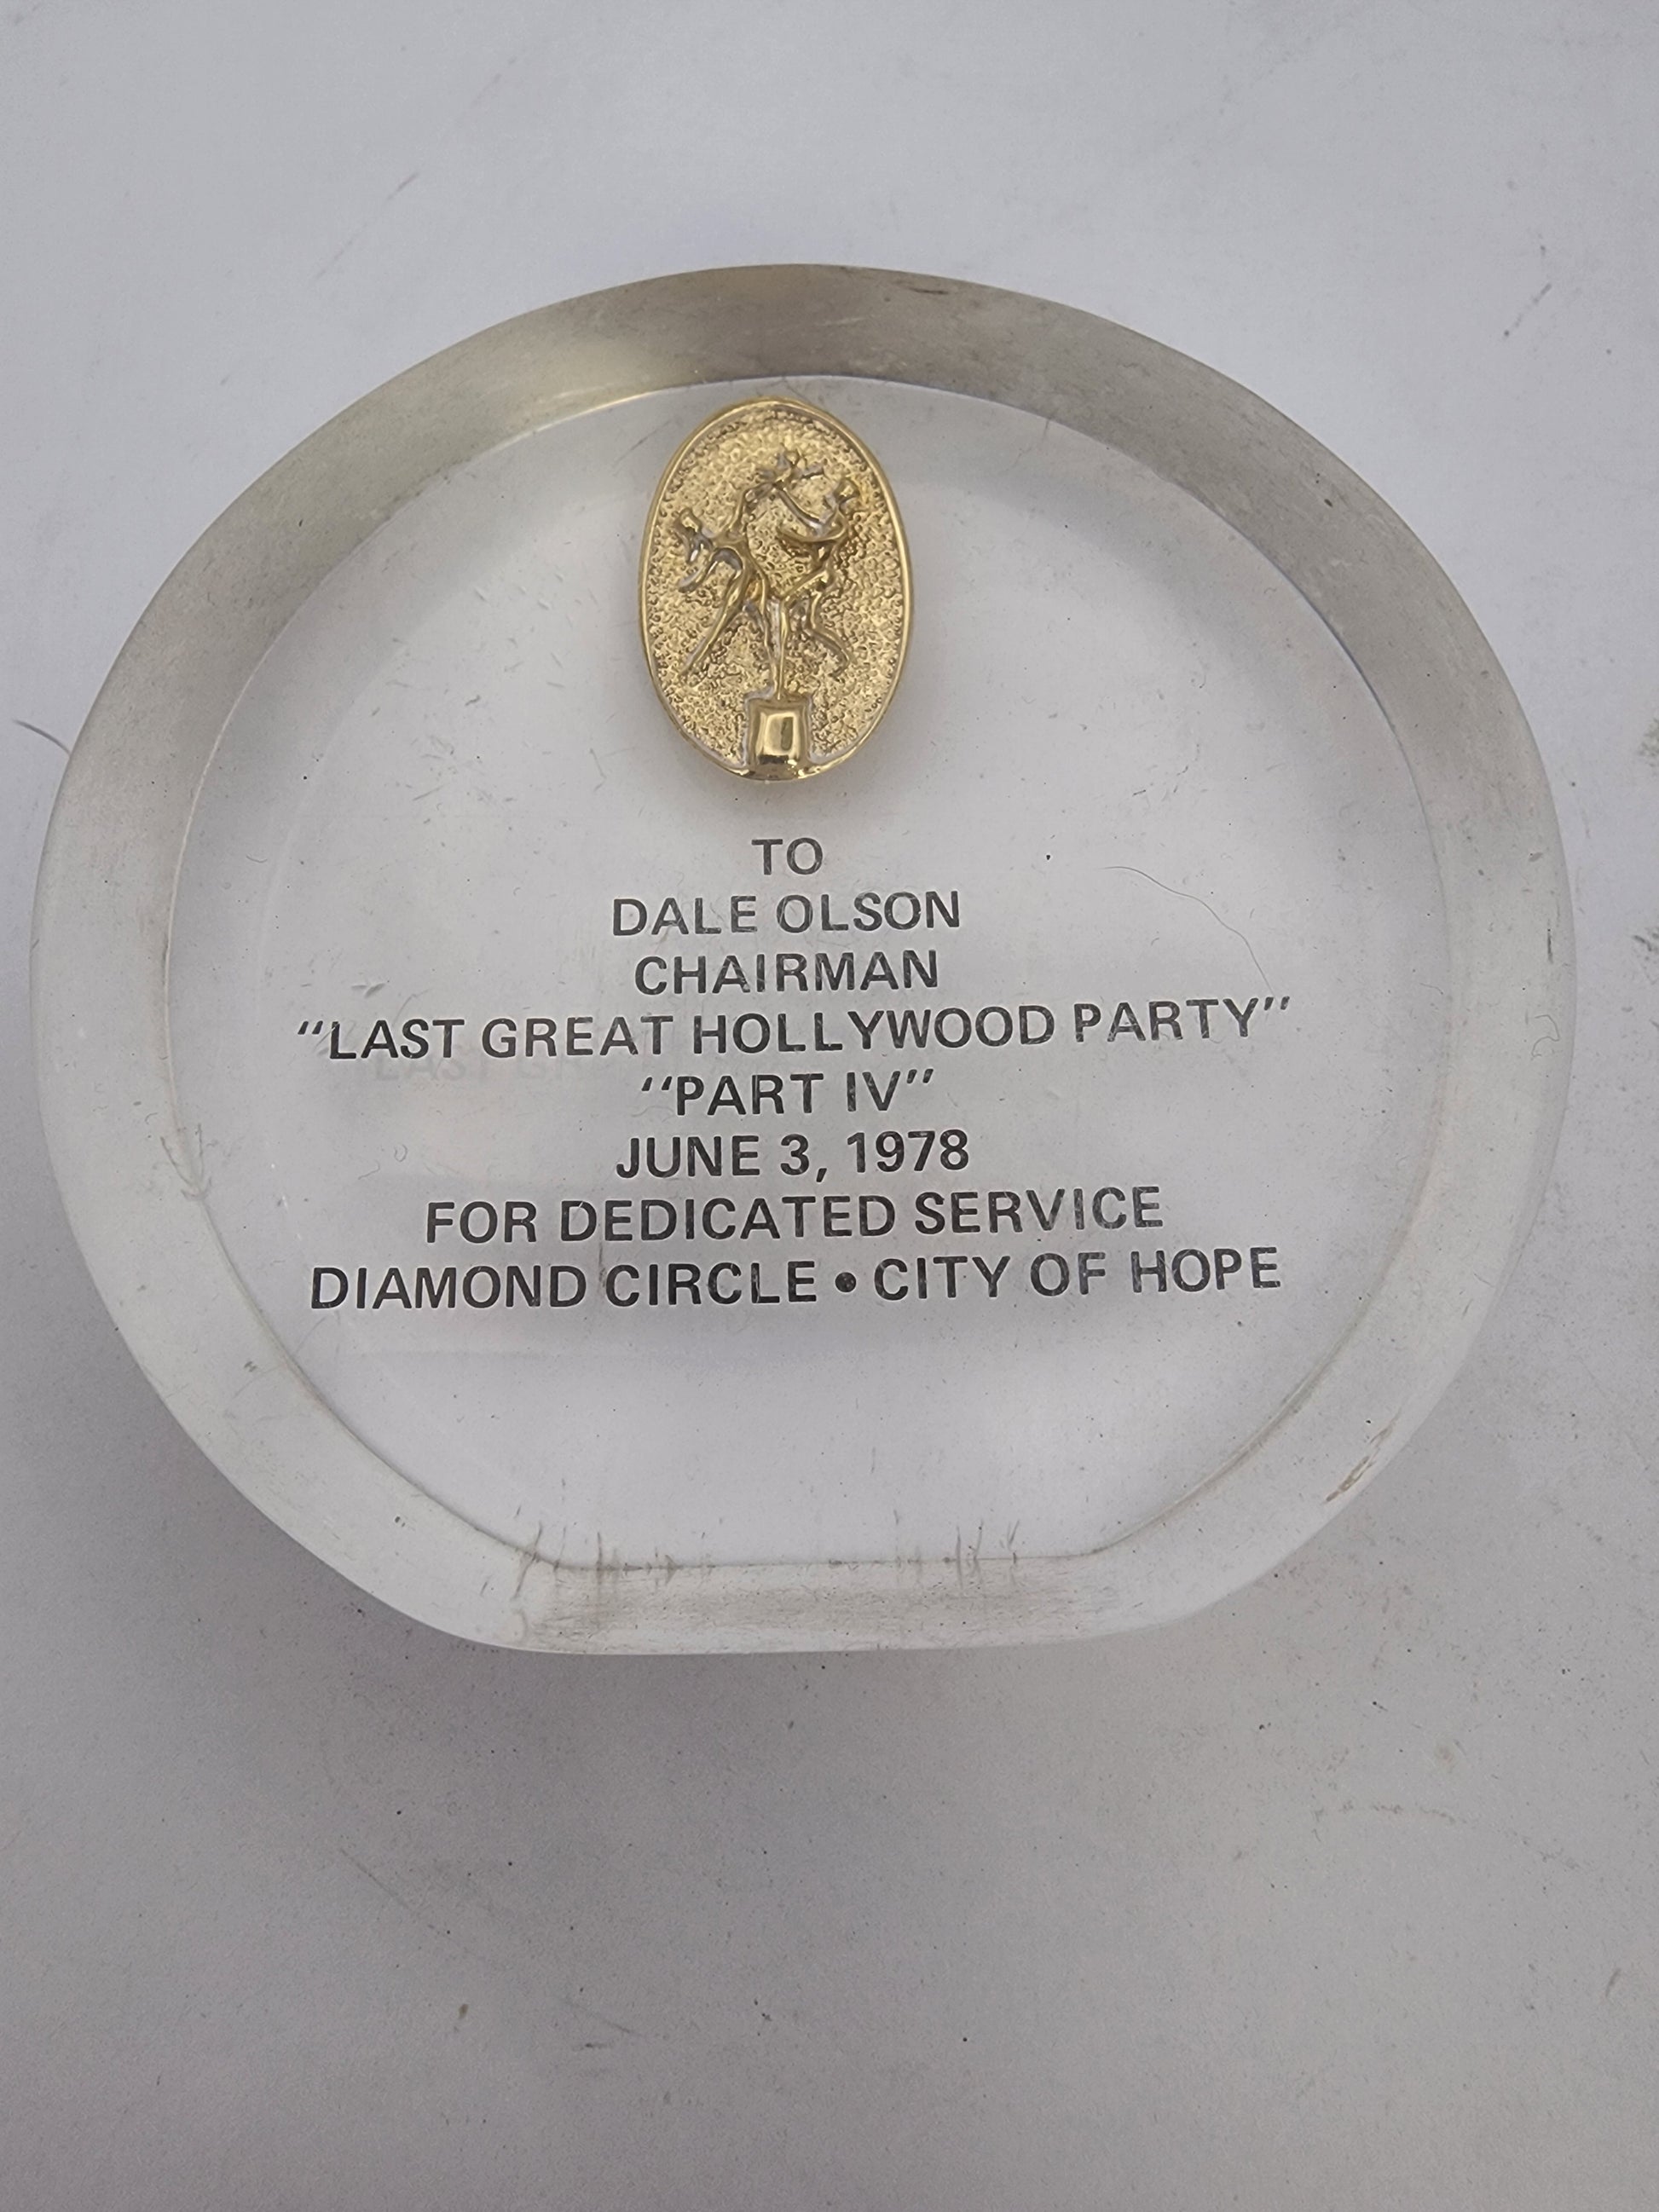 TO
DALE OLSON
CHAIRMAN
“LAST GREAT HOLLYWOOD PARTY”
“PART IV”
JUNE 3, 1978
FOR DEDICATED SERVICE
DIAMOND CIRCLE • CITY OF HOPE